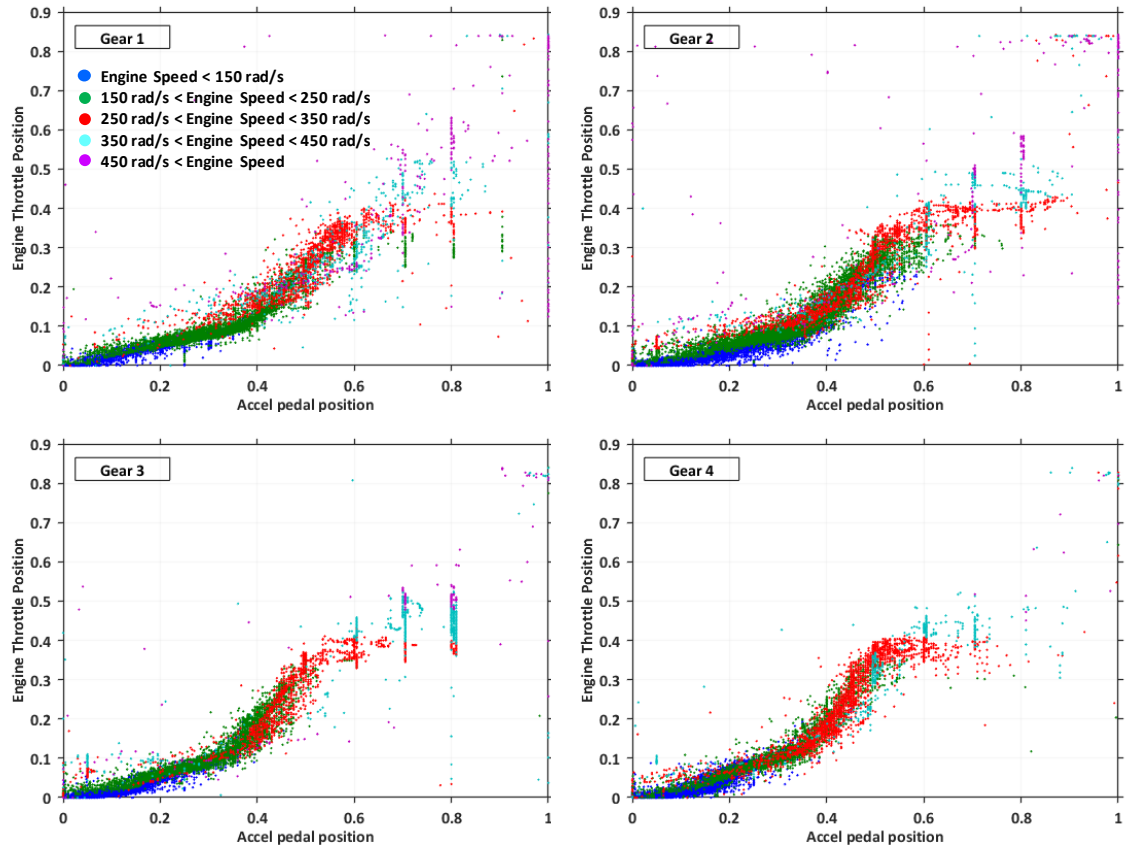 Gear 1
Engine Speed < 150 rad/s
150 rad/s < Engine Speed < 250 rad/s
250 rad/s < Engine Speed < 350 rad/s
350 rad/s < Engine Speed < 450 rad/s
450 rad/s < Engine Speed
Engine Throttle Position
0.9
0.8
0.7
0.6
0.5
0.4
0.3
0.2
0.1
0
0 0.2 0.4 0.6 0.8 1
Accel pedal position
Gear 2
Engine Throttle Position
0.9
0.8
0.7
0.6
0.5
0.4
0.3
0.2
0.1
0
0 0.2 0.4 0.6 0.8 1
Accel pedal position
Gear 3
Engine Throttle Position
0.9
0.8
0.7
0.6
0.5
0.4
0.3
0.2
0.1
0
0 0.2 0.4 0.6 0.8 1
Accel pedal position
Gear 4
Engine Throttle Position
0.9
0.8
0.7
0.6
0.5
0.4
0.3
0.2
0.1
0
0 0.2 0.4 0.6 0.8 1
Accel pedal position